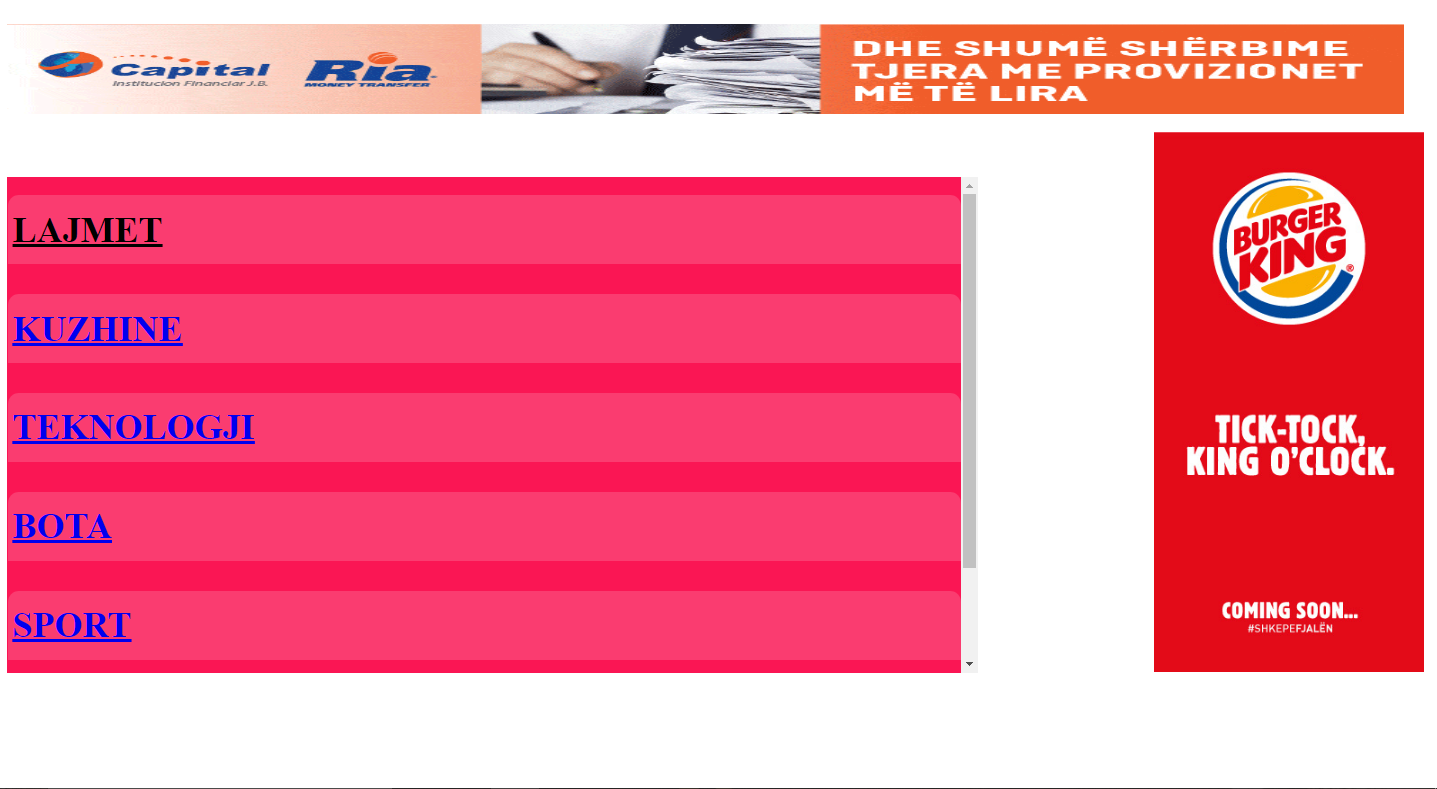 Capital
Institucion Financiar J.B.
Ria
MONEY TRANSFER
DHE SHUMË SHËRBIME
TJERA ME PROVIZIONET
MË TË LIRA
LAJMET
KUZHINE
TEKNOLOGJI
BOTA
SPORT
BURGER
KING
®
TICK-TOCK,
KING O'CLOCK.
COMING SOON...
#SHKEPEFJALËN